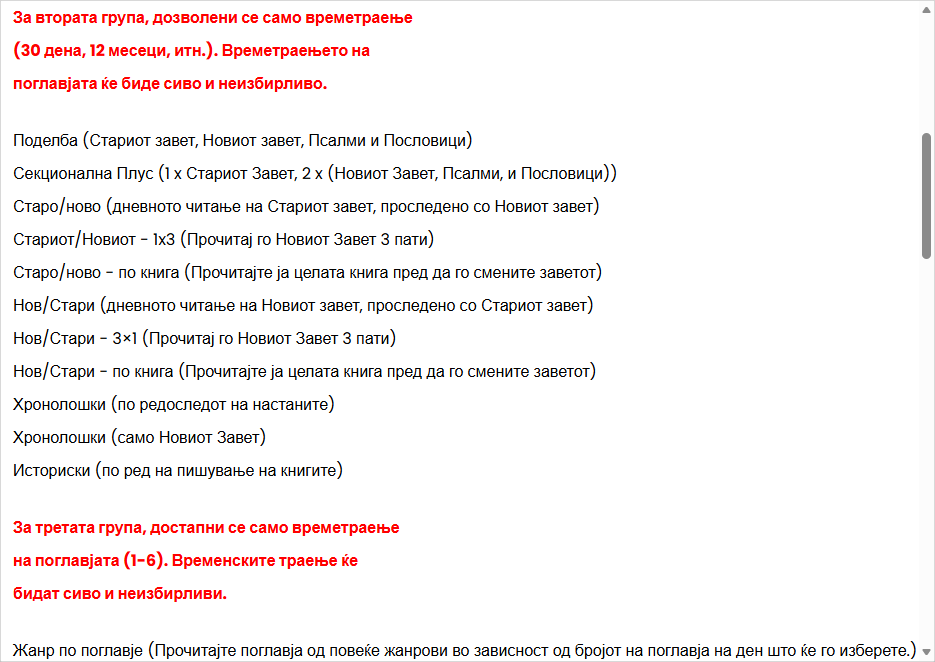 За втората група, дозволени се само времетраење
(30 дена, 12 месеци, итн.). Времетраењето на
поглавјата ќе биде сиво и неизбирливо.
Поделба (Стариот завет, Новиот завет, Псалми и Пословици)
Секционална Плус (1 x Стариот Завет, 2 x (Новиот Завет, Псалми, и Пословици))
Старо/ново (дневното читање на Стариот завет, проследено со Новиот завет)
Стариот/Новиот - 1x3 (Прочитај го Новиот Завет 3 пати)
Старо/ново - по книга (Прочитајте ја целата книга пред да го смените заветот)
Нов/Стари (дневното читање на Новиот завет, проследено со Стариот завет)
Нов/Стари - 3×1 (Прочитај го Новиот Завет 3 пати)
Нов/Стари - по книга (Прочитајте ја целата книга пред да го смените заветот)
Хронолошки (по редоследот на настаните)
Хронолошки (само Новиот Завет)
Историски (по ред на пишување на книгите)
За третата група, достапни се само времетраење
на поглавјата (1-6). Временските траење ќе
бидат сиво и неизбирливи.
Жанр по поглавје (Прочитајте поглавја од повеќе жанрови во зависност од бројот на поглавја на ден што ќе го изберете.)